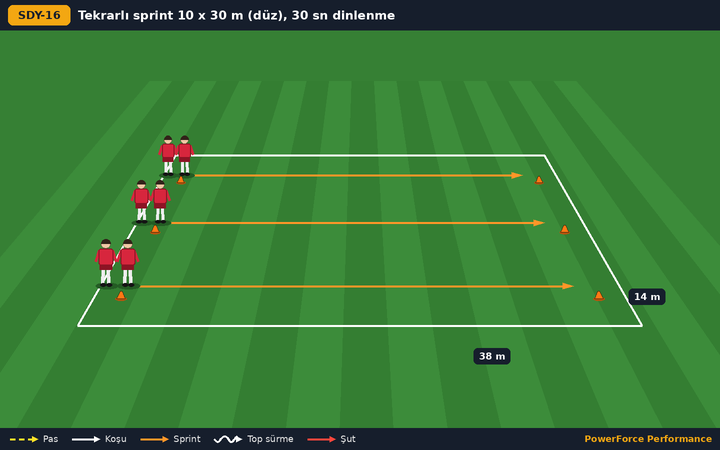 SDY-16 Tekrarlı sprint 10 x 30 m (düz), 30 sn dinlenme
14 m
38 m
Pas Koşu Sprint Top sürme Şut PowerForce Performance